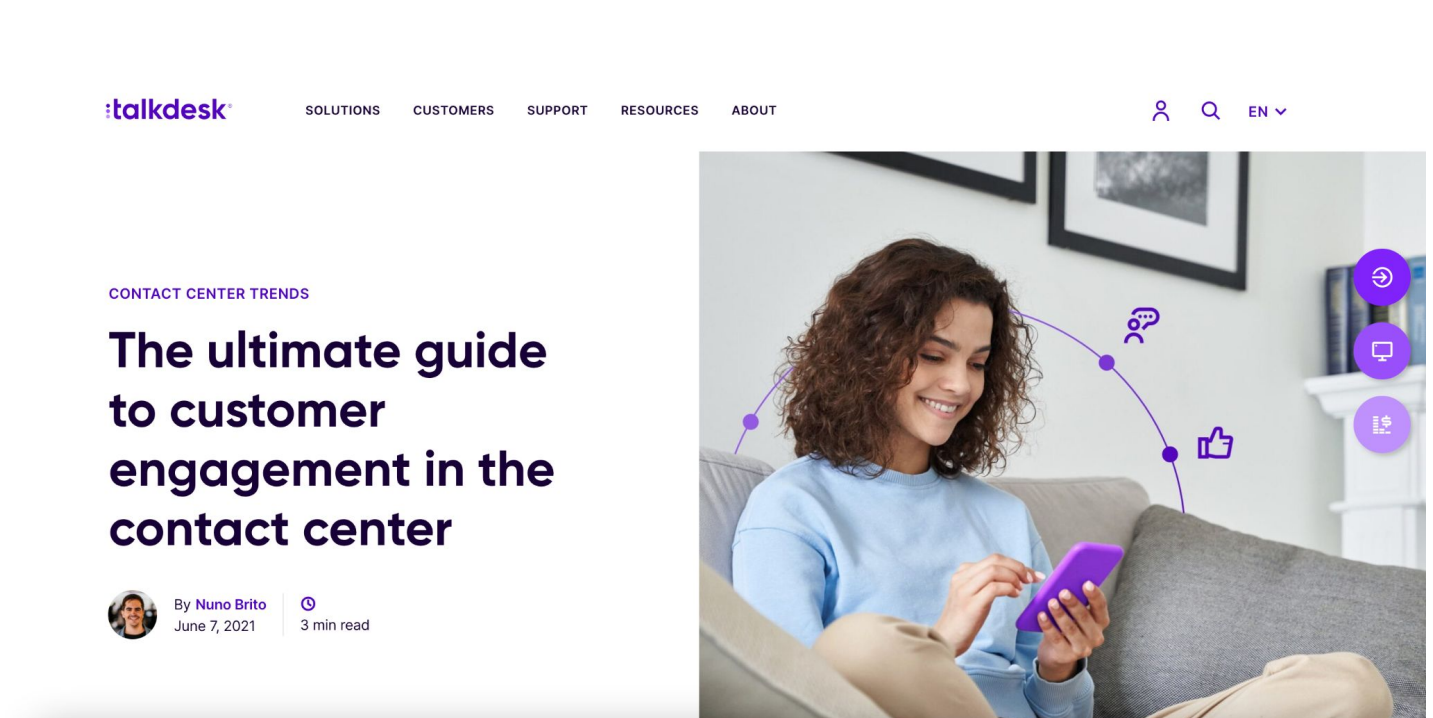 :talkdesk®
SOLUTIONS CUSTOMERS SUPPORT RESOURCES ABOUT
EN
CONTACT CENTER TRENDS
The ultimate guide
to customer
engagement in the
contact center
By Nuno Brito
June 7, 2021
3 min read